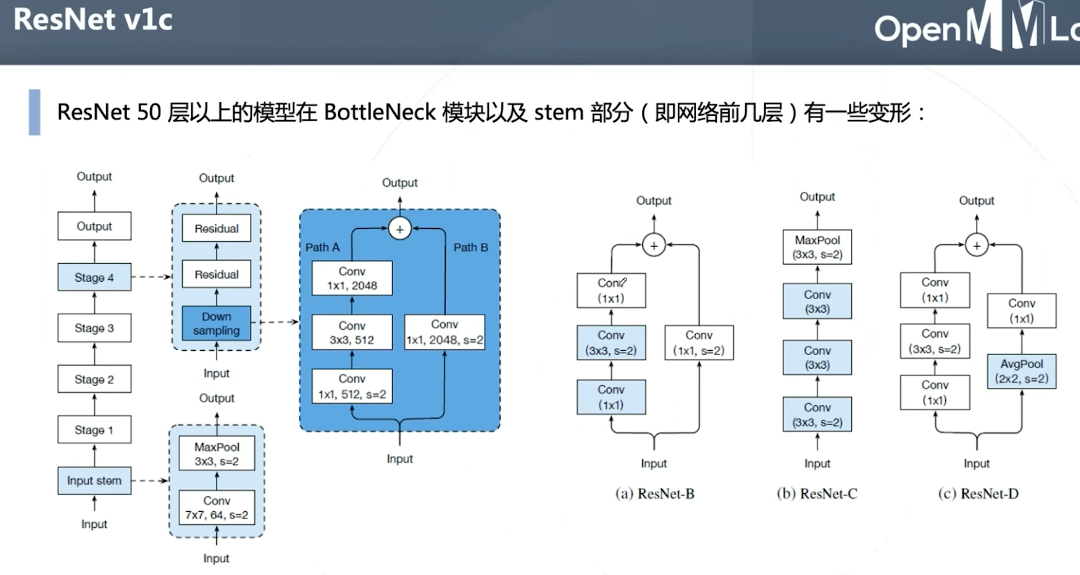 ResNet v1c
OpenMMLa
ResNet 50 层以上的模型在 BottleNeck 模块以及 stem 部分（即网络前几层）有一些变形：
Output
Output
Stage 4
Stage 3
Stage 2
Stage 1
Input stem
Input
Output
Residual
Residual
Down
sampling
Input
Output
MaxPool
3x3, s=2
Conv
7x7, 64, s=2
Input
Output
+
Path A
Path B
Conv
1x1, 2048
Conv
3x3, 512
Conv
1x1, 2048, s=2
Conv
1x1, 512, s=2
Input
Output
+
Conv
(1x1)
Conv
(3x3, s=2)
Conv
(1x1, s=2)
Conv
(1x1)
Input
(a) ResNet-B
Output
MaxPool
(3x3, s=2)
Conv
(3x3)
Conv
(3x3)
Conv
(3x3, s=2)
Input
(b) ResNet-C
Output
+
Conv
(1x1)
Conv
(1x1)
Conv
(3x3, s=2)
AvgPool
(2x2, s=2)
Conv
(1x1)
Input
(c) ResNet-D